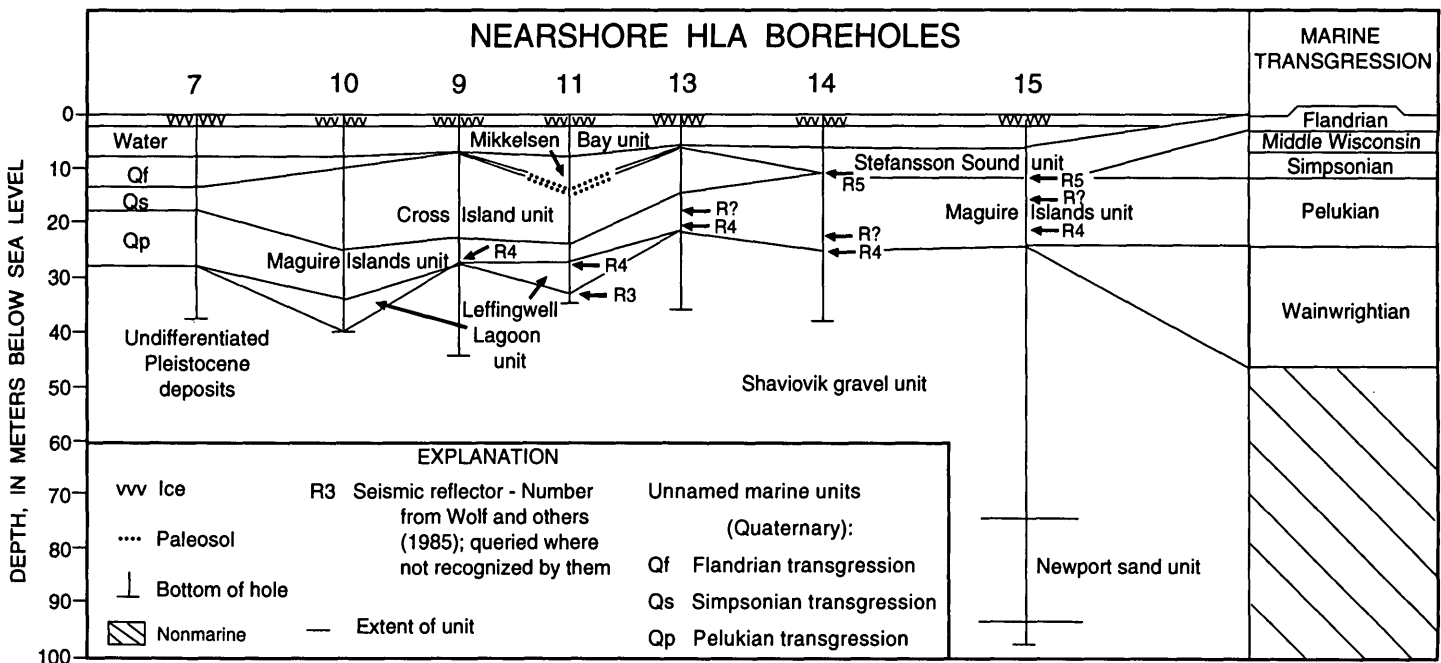 NEARSHORE HLA BOREHOLES
MARINE
TRANSGRESSION
7 10 9 11 13 14 15
DEPTH, IN METERS BELOW SEA LEVEL
0
10
20
30
40
50
60
70
80
90
100
Water
Qf
Qs
Qp
Undifferentiated
Pleistocene
deposits
Mikkelsen Bay unit
Cross Island unit
Maguire Islands unit
Leffingwell
Lagoon
unit
R4
R4
R3
R?
R4
R5
R?
R4
Stefansson Sound unit
R5
R?
Maguire Islands unit
R4
Shaviovik gravel unit
Newport sand unit
Flandrian
Middle Wisconsin
Simpsonian
Pelukian
Wainwrightian
EXPLANATION
Ice
Paleosol
Bottom of hole
Nonmarine
R3 Seismic reflector - Number
from Wolf and others
(1985); queried where
not recognized by them
Extent of unit
Unnamed marine units
(Quaternary):
Qf Flandrian transgression
Qs Simpsonian transgression
Qp Pelukian transgression